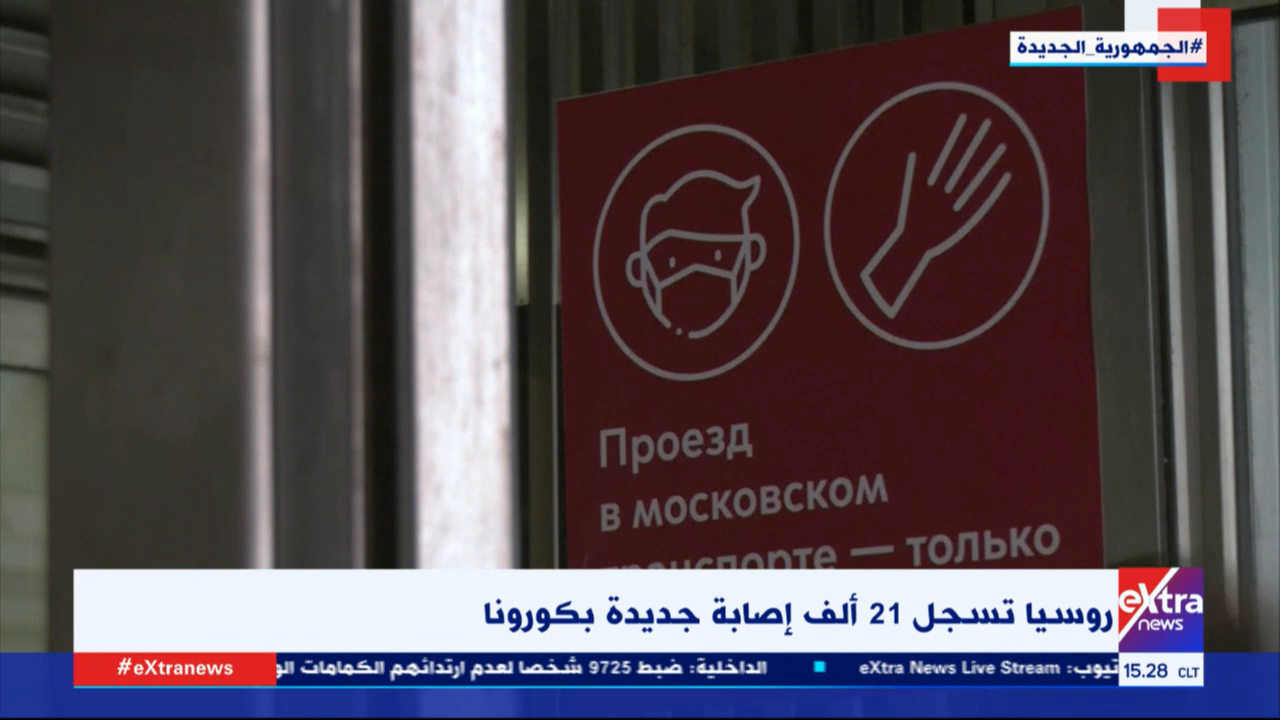 #الجمهورية_الجديدة
Проезд
в московском
транспорте — только
روسيا تسجل 21 ألف إصابة جديدة بكورونا
eXtra
news
#eXtranews
الداخلية: ضبط 9725 شخصا لعدم ارتدائهم الكمامات
eXtra News Live Stream :تيوب
15.28 CLT